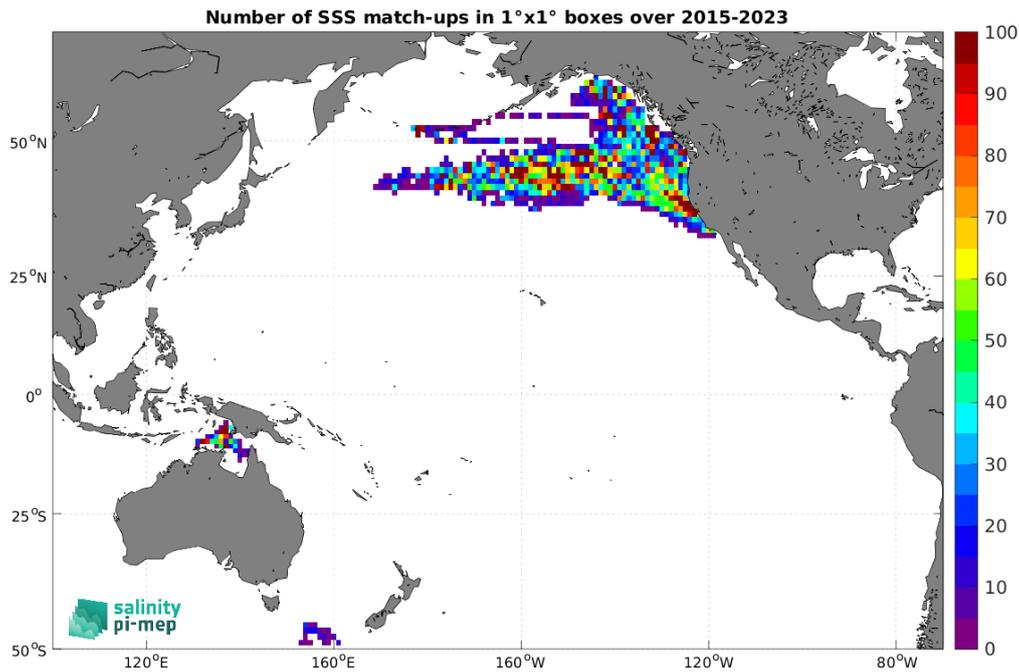 Number of SSS match-ups in 1°x1° boxes over 2015-2023
100
90
80
70
60
50
40
30
20
10
0
50°N
25°N
0°
25°S
50°S
120°E
160°E
160°W
120°W
80°W
salinity
pi-mep